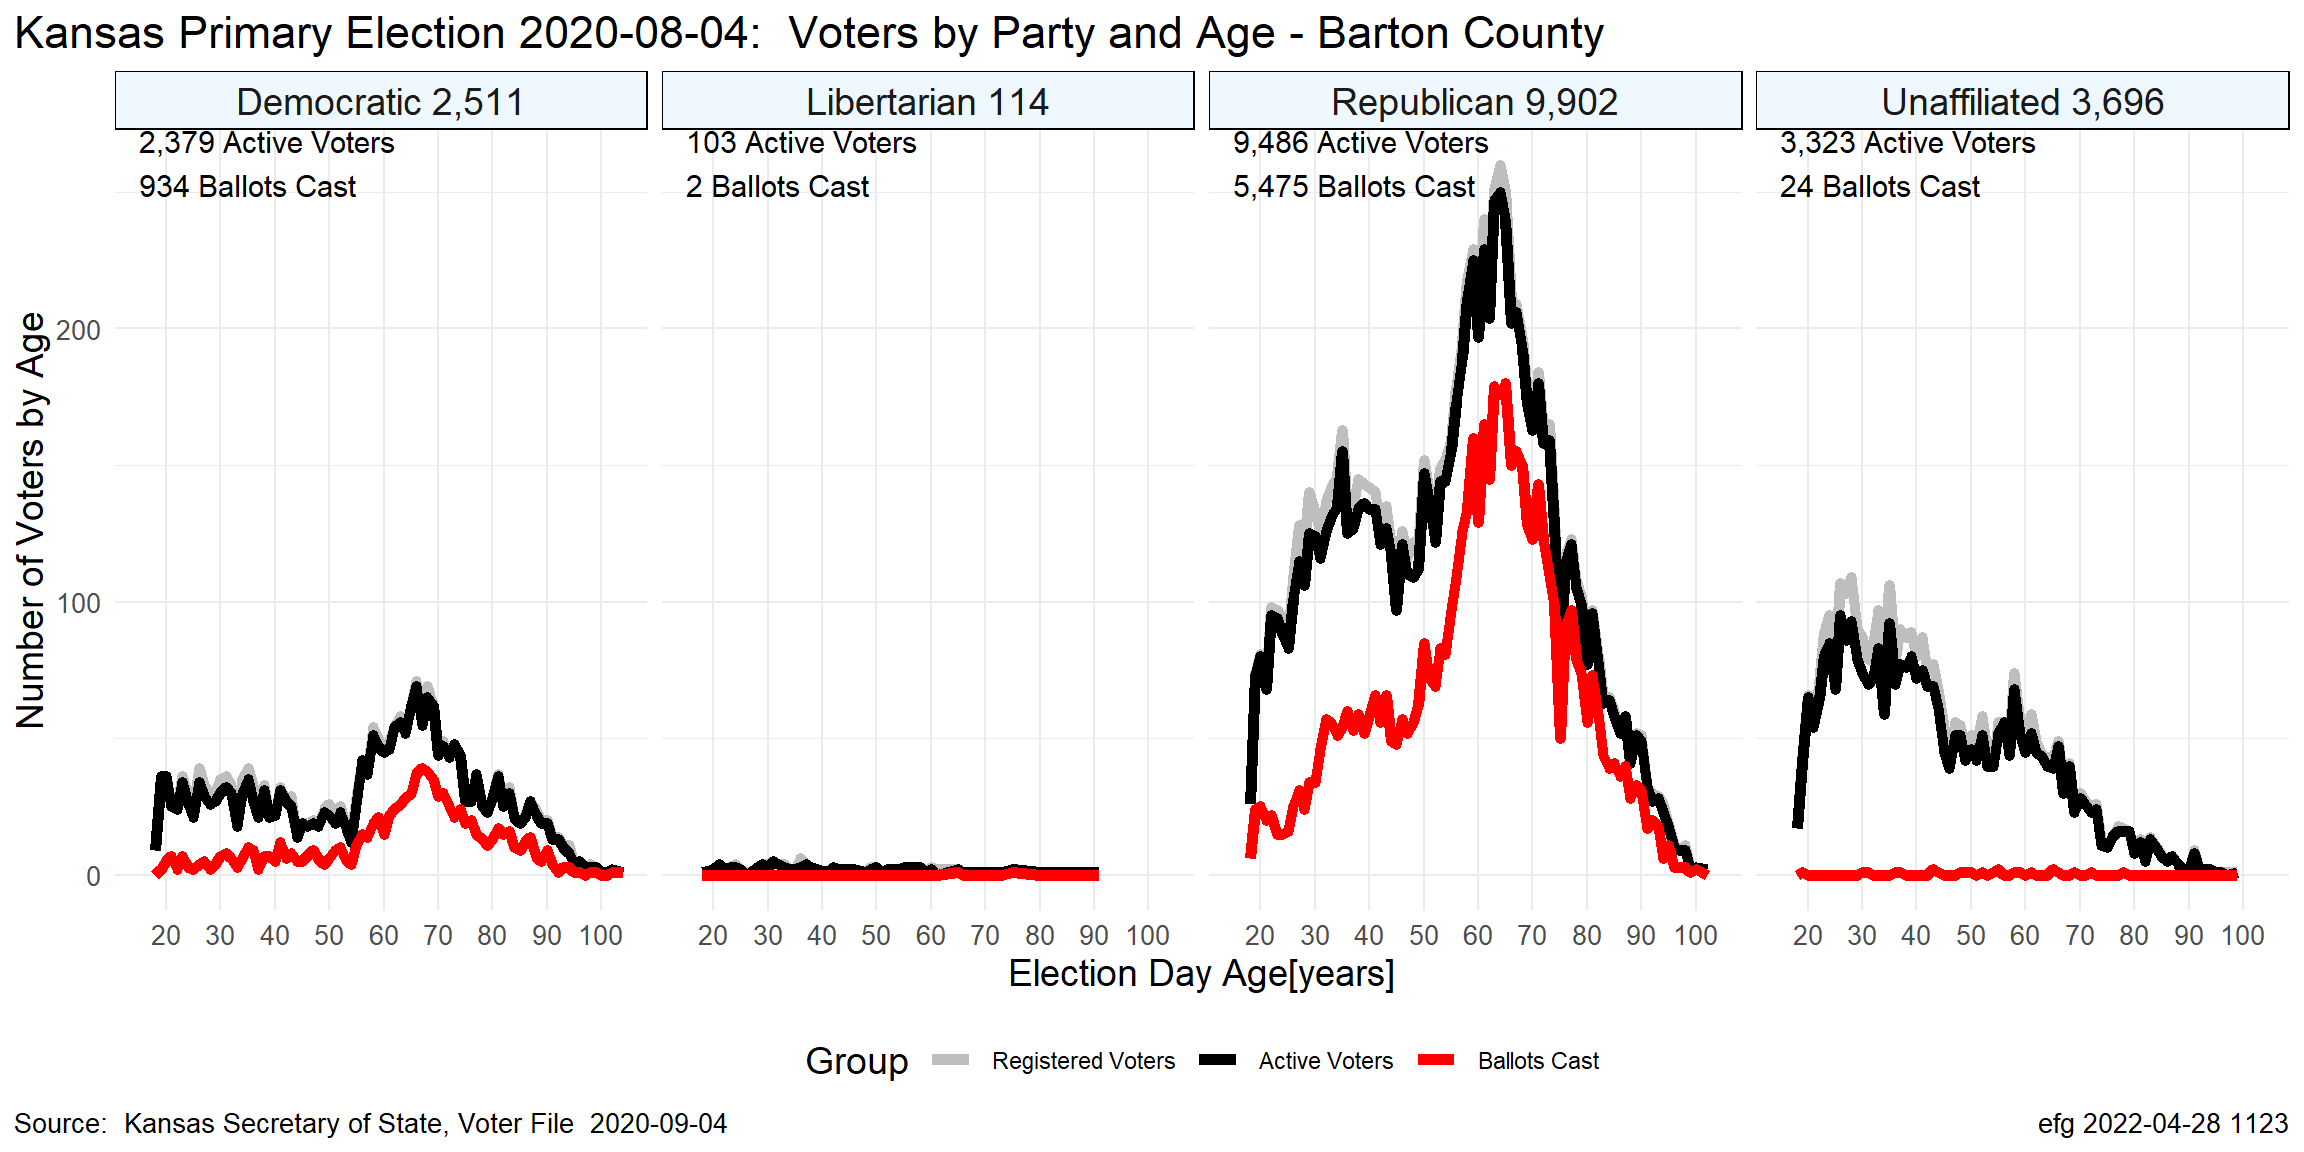 Kansas Primary Election 2020-08-04:  Voters by Party and Age - Barton County
Democratic 2,511
Libertarian 114
Republican 9,902
Unaffiliated 3,696
2,379 Active Voters
934 Ballots Cast
103 Active Voters
2 Ballots Cast
9,486 Active Voters
5,475 Ballots Cast
3,323 Active Voters
24 Ballots Cast
Number of Voters by Age
200
100
0
20 30 40 50 60 70 80 90 100
20 30 40 50 60 70 80 90 100
20 30 40 50 60 70 80 90 100
20 30 40 50 60 70 80 90 100
Election Day Age[years]
Group Registered Voters Active Voters Ballots Cast
Source:  Kansas Secretary of State, Voter File  2020-09-04
efg 2022-04-28 1123